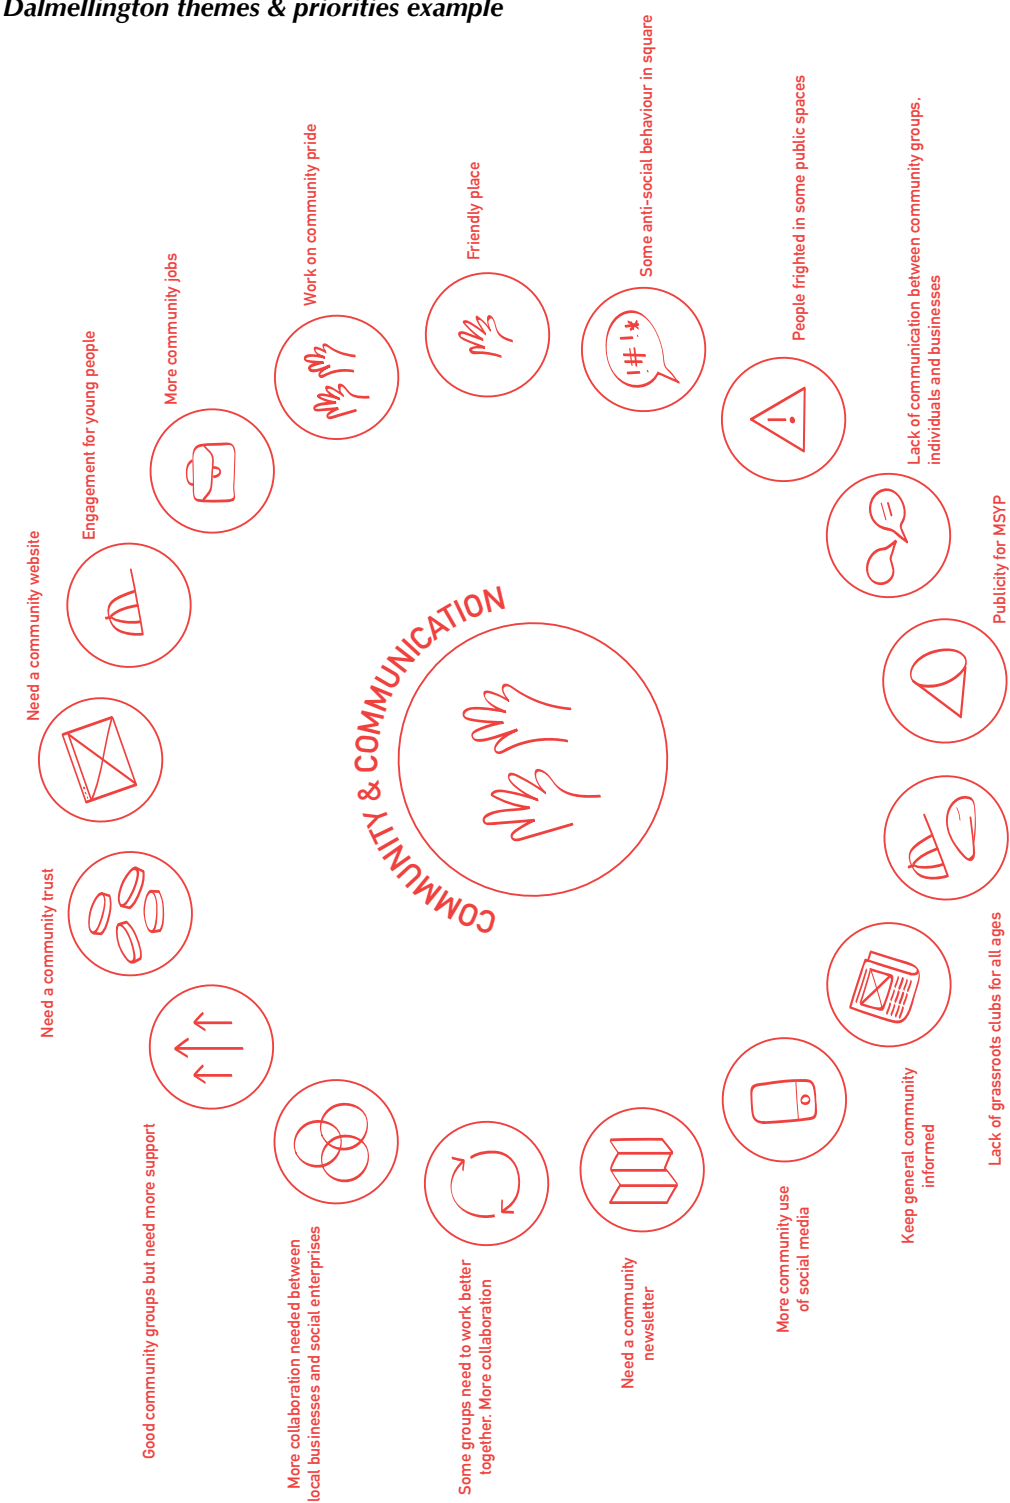 Dalmellington themes & priorities example
COMMUNITY & COMMUNICATION
Need a community trust
Need a community website
Engagement for young people
More community jobs
Work on community pride
Friendly place
Some anti-social behaviour in square
People frighted in some public spaces
Lack of communication between community groups,
individuals and businesses
Publicity for MSYP
Lack of grassroots clubs for all ages
Keep general community
informed
More community use
of social media
Need a community
newsletter
Some groups need to work better
together. More collaboration
More collaboration needed between
local businesses and social enterprises
Good community groups but need more support